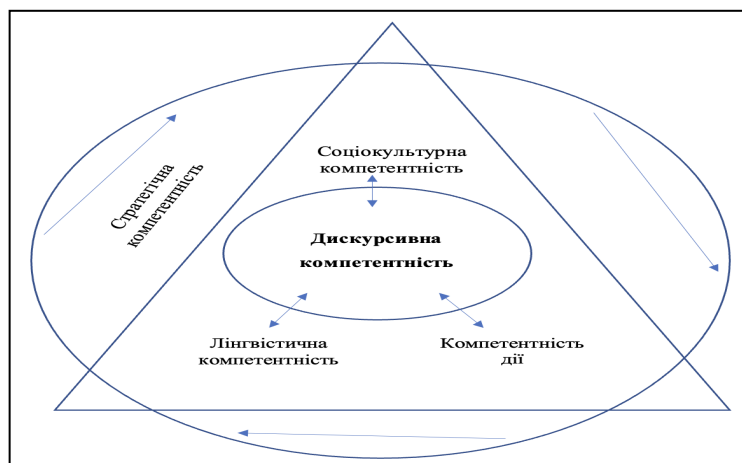 Соціокультурна
компетентність
Стратегічна
компетентність
Дискурсивна
компетентність
Лінгвістична
компетентність
Компетентність
дії